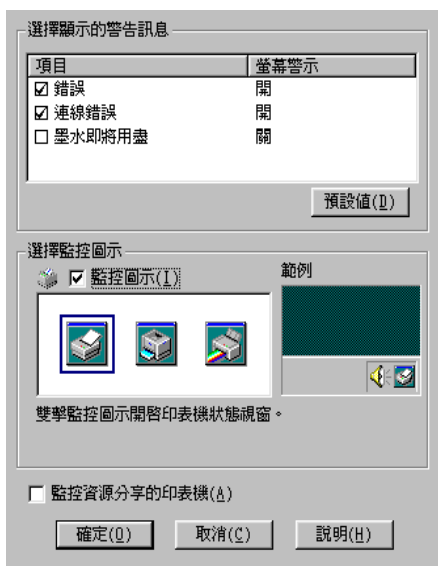 選擇顯示的警告訊息
項目 螢幕警示
錯誤 開
連線錯誤 開
墨水即將用盡 關
預設值(D)
選擇監控圖示
監控圖示(I)
範例
雙擊監控圖示開啓印表機狀態視窗。
監控資源分享的印表機(A)
確定(O) 取消(C) 說明(H)